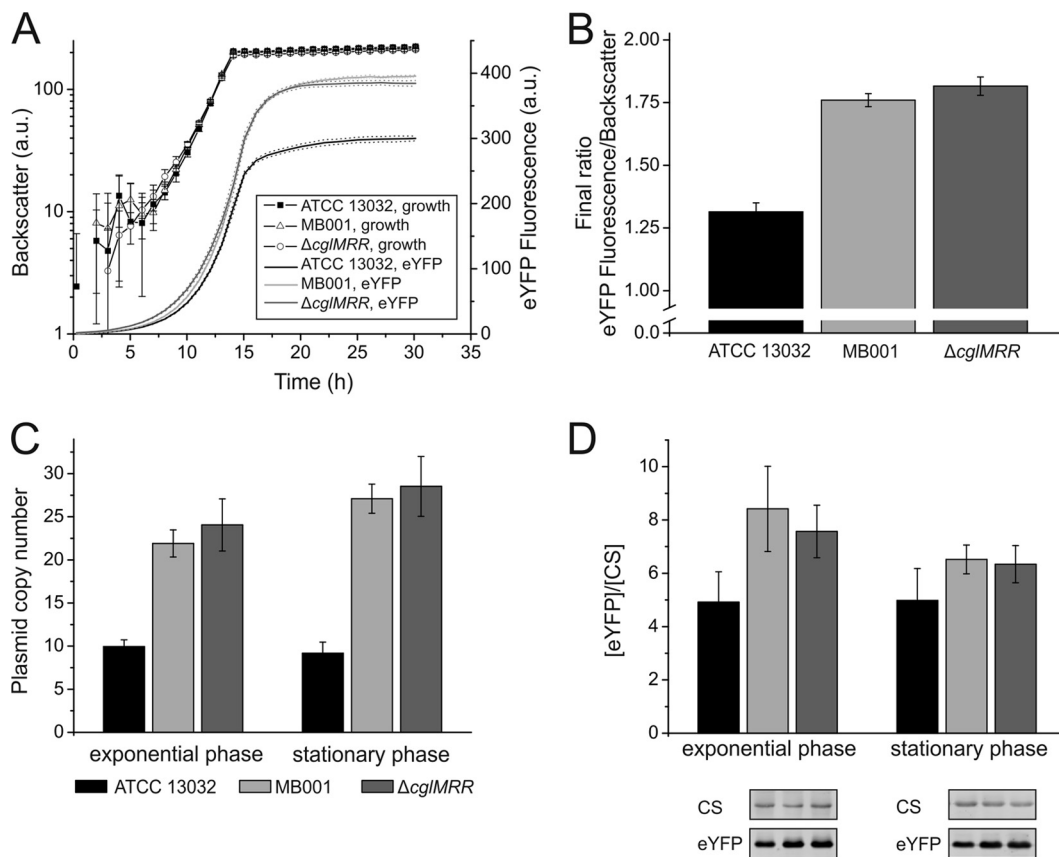 A
Backscatter (a.u.)
100
10
1
0
5
10
15
20
25
30
35
Time (h)
400
300
200
100
0
eYFP Fluorescence (a.u.)
ATCC 13032, growth
MB001, growth
ΔcglMRR, growth
ATCC 13032, eYFP
MB001, eYFP
ΔcglMRR, eYFP
B
Final ratio
eYFP Fluorescence/Backscatter
2.00
1.75
1.50
1.25
1.00
0.0
ATCC 13032
MB001
ΔcglMRR
C
Plasmid copy number
30
25
20
15
10
5
0
exponential phase
stationary phase
ATCC 13032
MB001
ΔcglMRR
D
[eYFP]/[CS]
10
8
6
4
2
0
exponential phase
stationary phase
CS
eYFP
CS
eYFP